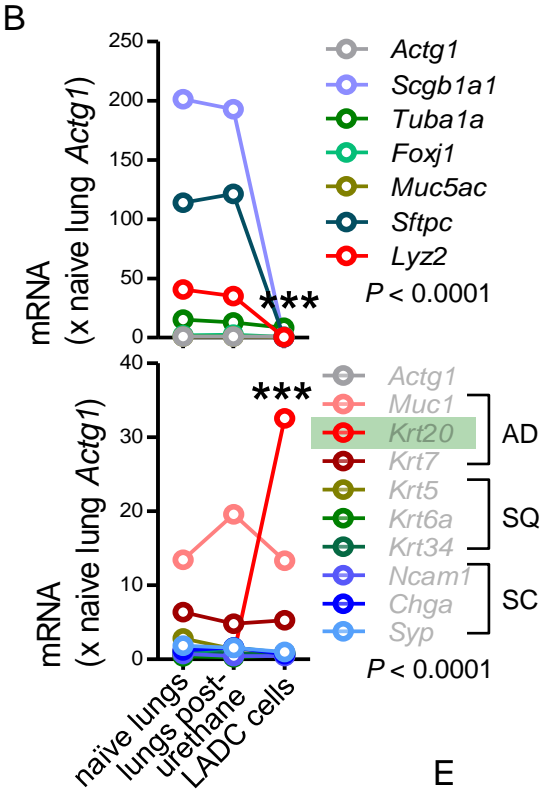 B
250
200
150
100
50
0
mRNA
(x naive lung Actg1)
Actg1
Scgb1a1
Tuba1a
Foxj1
Muc5ac
Sftpc
Lyz2
***
P < 0.0001
40
30
20
10
0
mRNA
(x naive lung Actg1)
***
Actg1
Muc1
Krt20
Krt7
AD
Krt5
Krt6a
Krt34
SQ
Ncam1
Chga
Syp
SC
P < 0.0001
naïve lungs
lungs post-
urethane
LADC cells
E